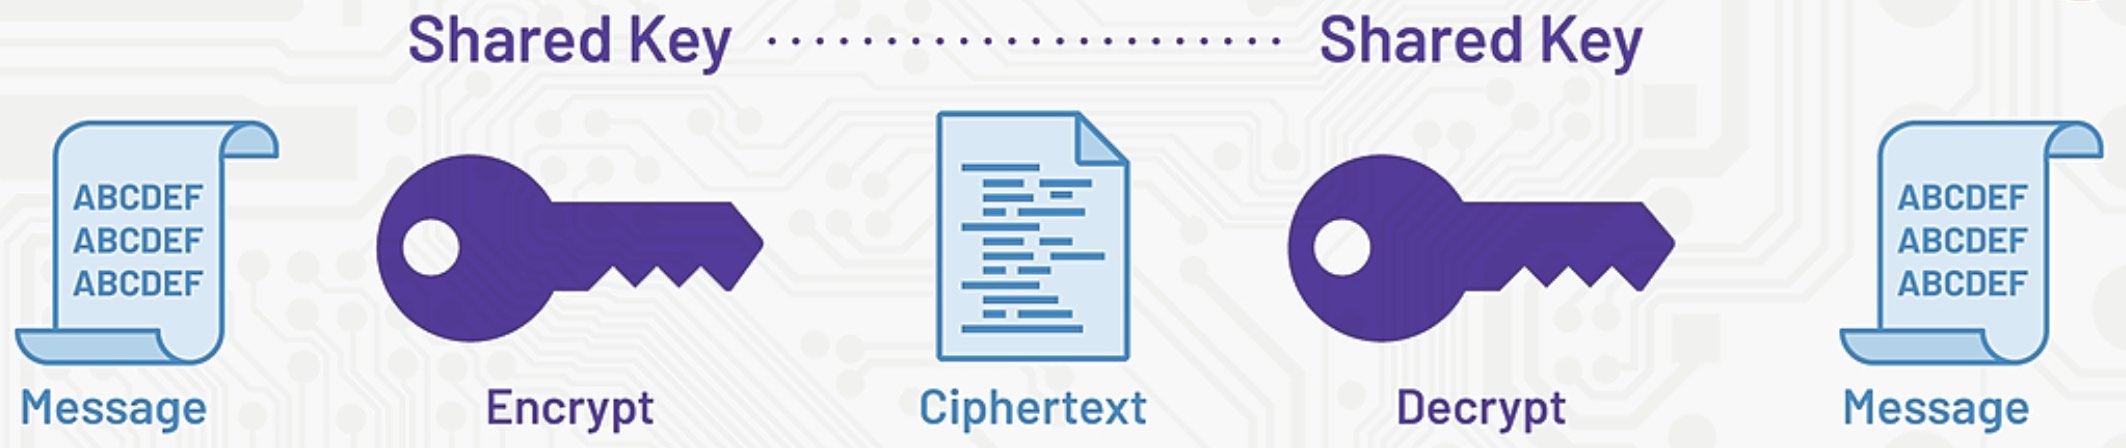 Shared Key Shared Key
ABCDEF
ABCDEF
ABCDEF
ABCDEF
ABCDEF
ABCDEF
Message Encrypt Ciphertext Decrypt Message